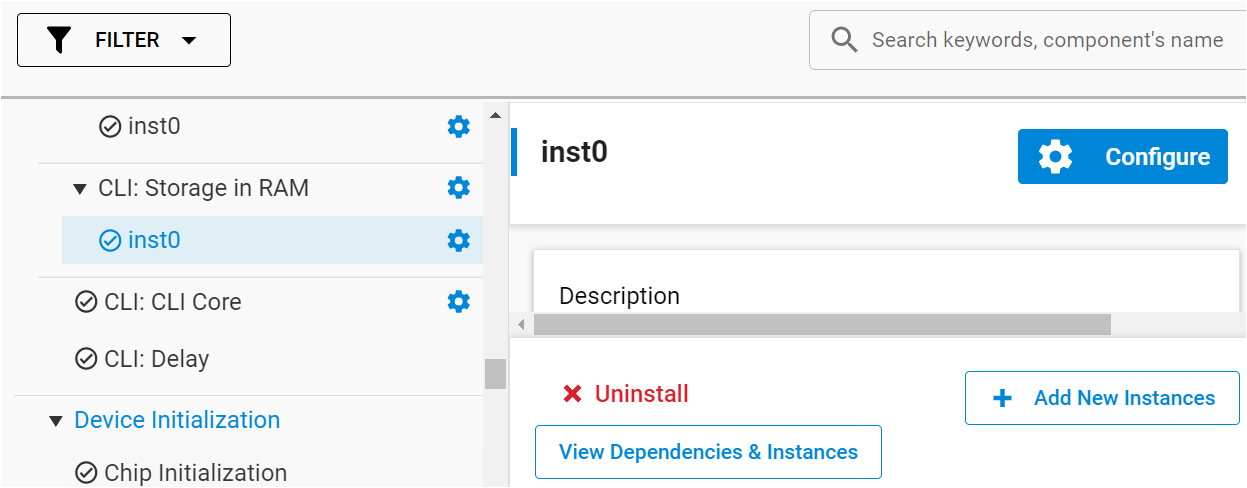 FILTER
Search keywords, component's name
inst0
CLI: Storage in RAM
inst0
CLI: CLI Core
CLI: Delay
Device Initialization
Chip Initialization
inst0
Configure
Description
Uninstall
Add New Instances
View Dependencies & Instances